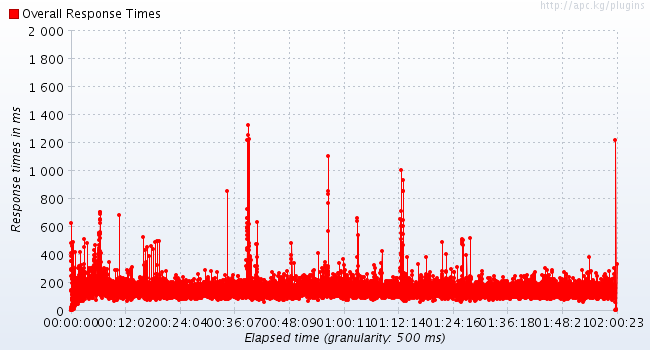 http://apc.kg/plugins
Overall Response Times
2 000
1 800
1 600
1 400
1 200
1 000
800
600
400
200
0
Response times in ms
00:00:00 00:12:02 00:24:04 00:36:07 00:48:09 01:00:11 01:12:14 01:24:16 01:36:18 01:48:21 02:00:23
Elapsed time (granularity: 500 ms)